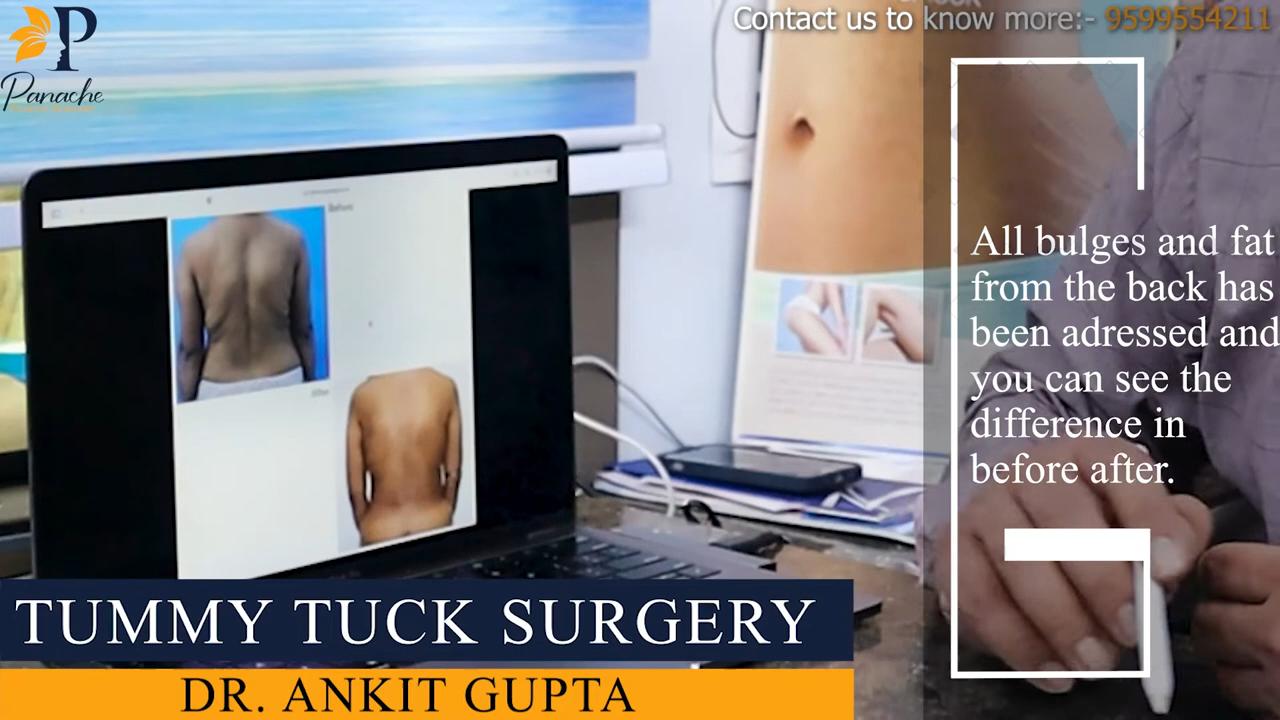 P
Panache
Contact us to know more:- 9599554211
Before
After
All bulges and fat
from the back has
been adressed and
you can see the
difference in
before after.
TUMMY TUCK SURGERY
DR. ANKIT GUPTA